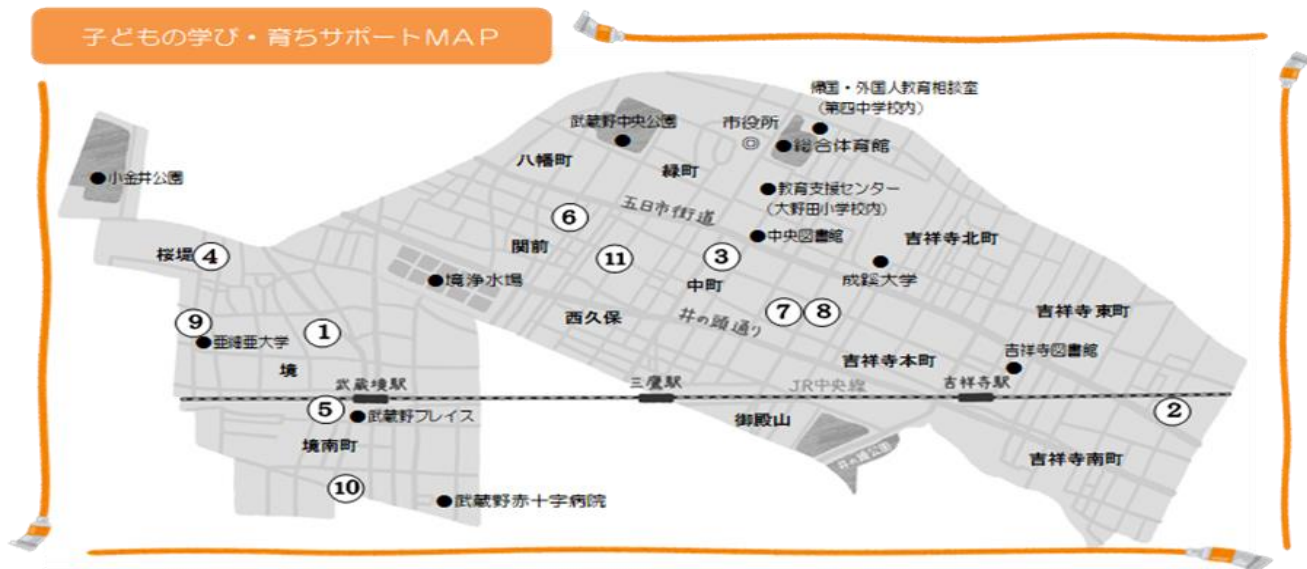 子どもの学び・育ちサポートMAP
帰国・外国人教育相談室
(第四中学校内)
武蔵野中央公園
市役所
総合体育館
八幡町
緑町
小金井公園
教育支援センター
(大野田小学校内)
五日市街道
6
中央図書館
吉祥寺北町
関前
桜堤
4
11
3
成蹊大学
境浄水場
中町
7
8
西久保
井の頭通り
吉祥寺東町
9
1
亜細亜大学
吉祥寺図書館
吉祥寺本町
境
武蔵境駅
三鷹駅
JR中央線
吉祥寺駅
5
武蔵野プレイス
2
御殿山
境南町
井の頭公園
吉祥寺南町
10
武蔵野赤十字病院